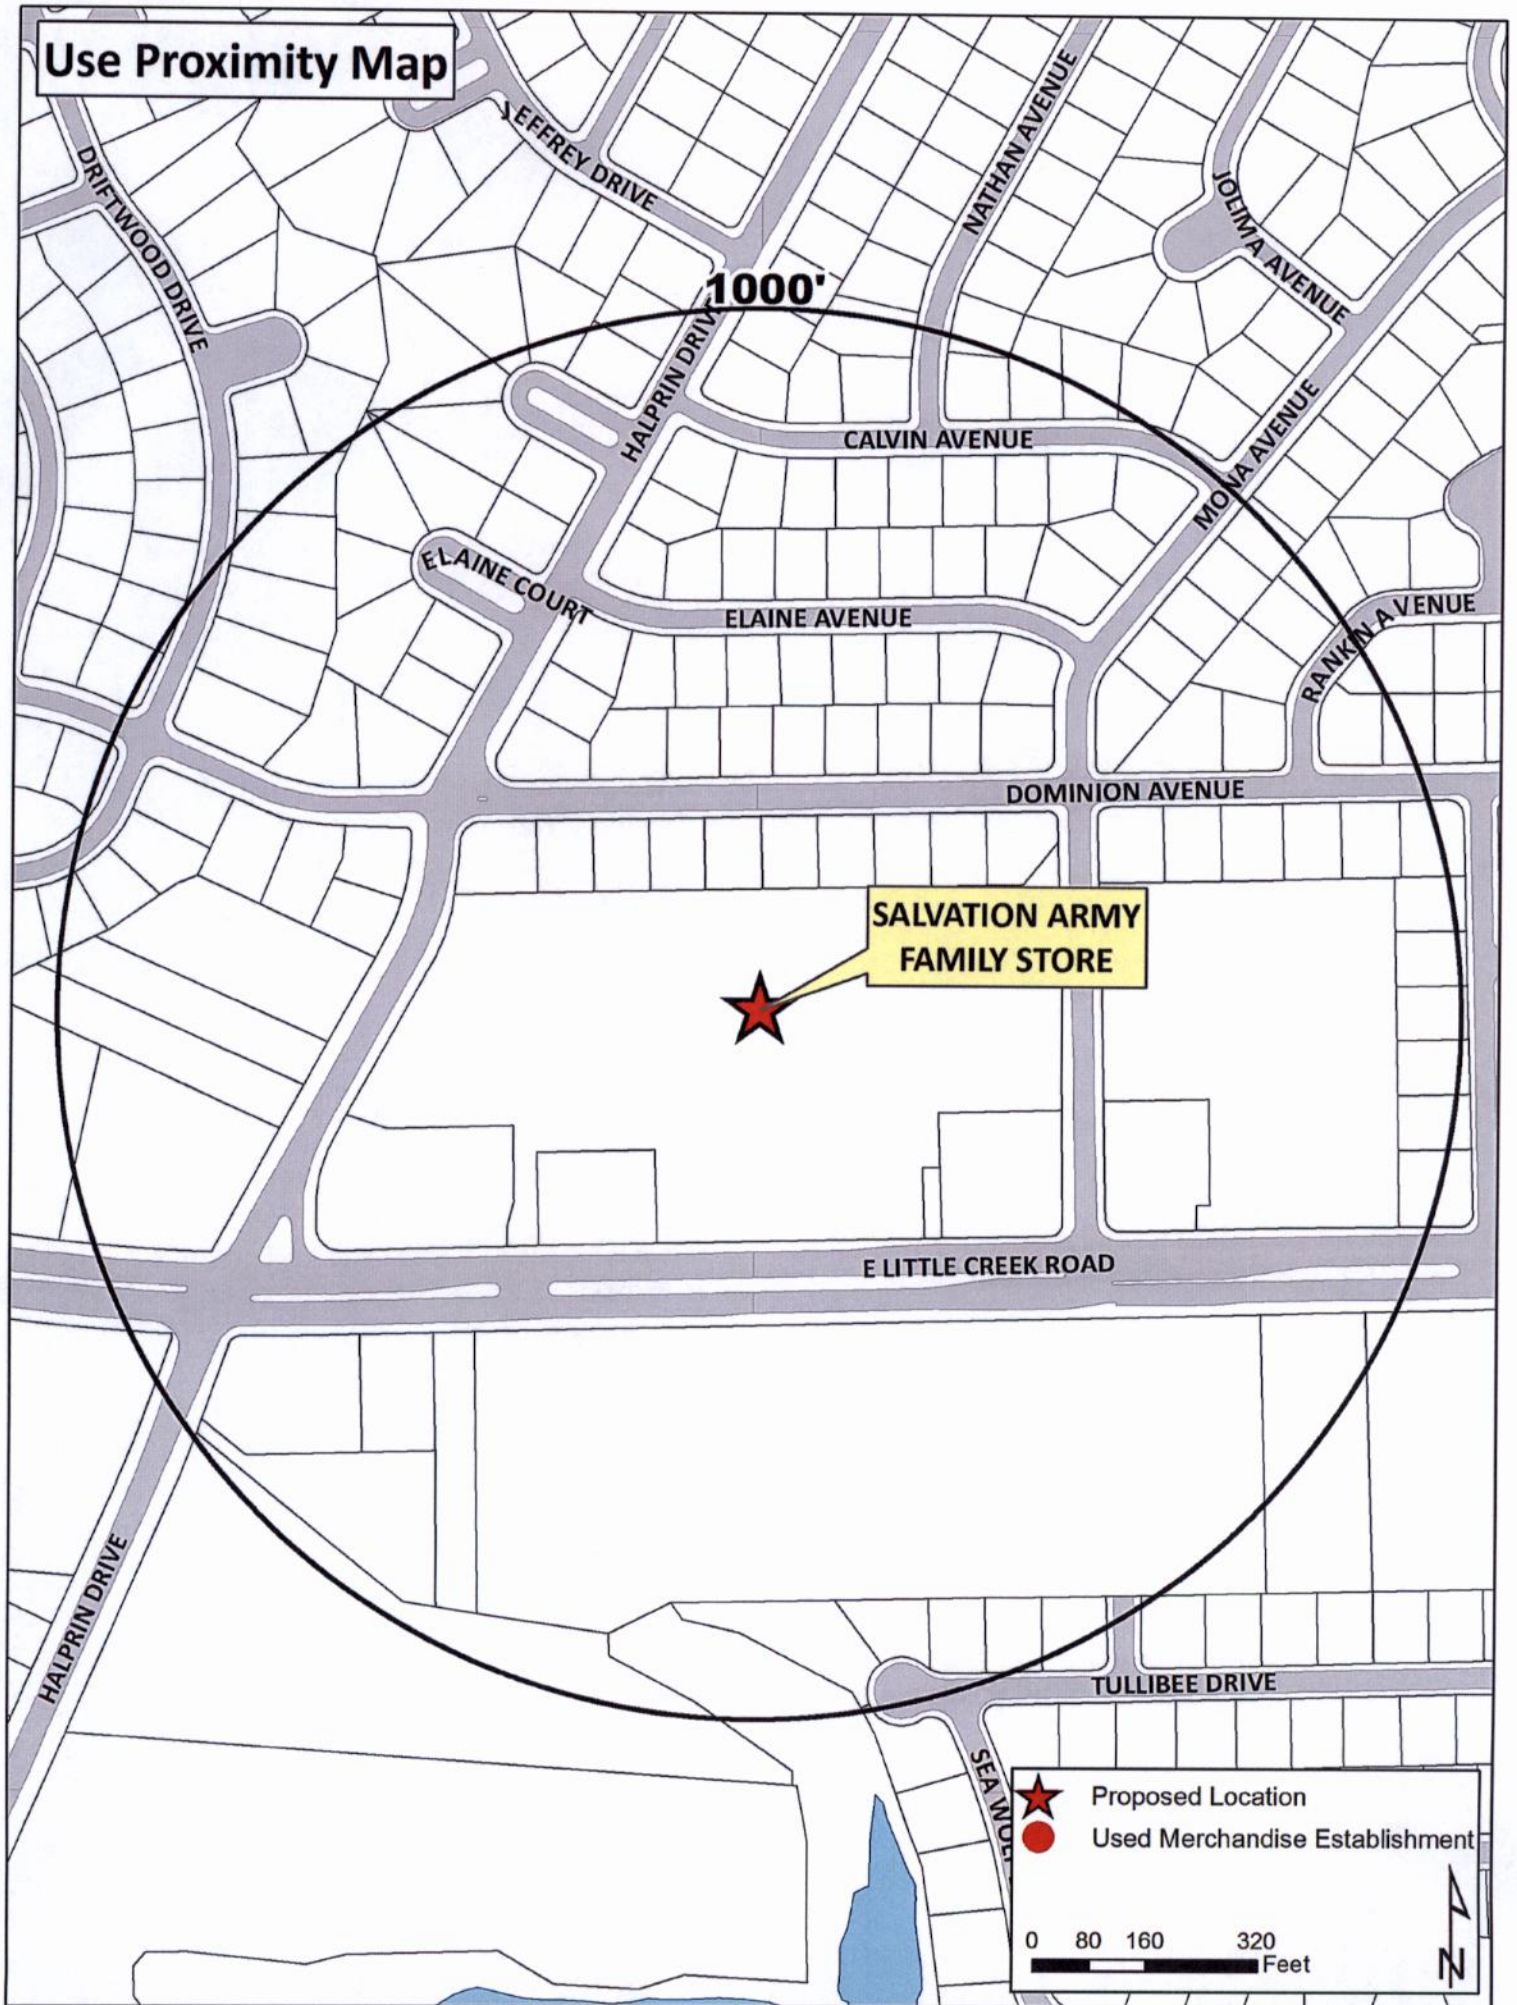 Use Proximity Map
JEFFREY DRIVE
NATHAN AVENUE
DRIFTWOOD DRIVE
JOLIMA AVENUE
1000'
HALPRIN DRIVE
CALVIN AVENUE
MONA AVENUE
ELAINE COURT
ELAINE AVENUE
RANKIN AVENUE
DOMINION AVENUE
SALVATION ARMY
FAMILY STORE
E LITTLE CREEK ROAD
HALPRIN DRIVE
TULLIBEE DRIVE
SEA
Proposed Location
Used Merchandise Establishment
0 80 160 320
Feet
N